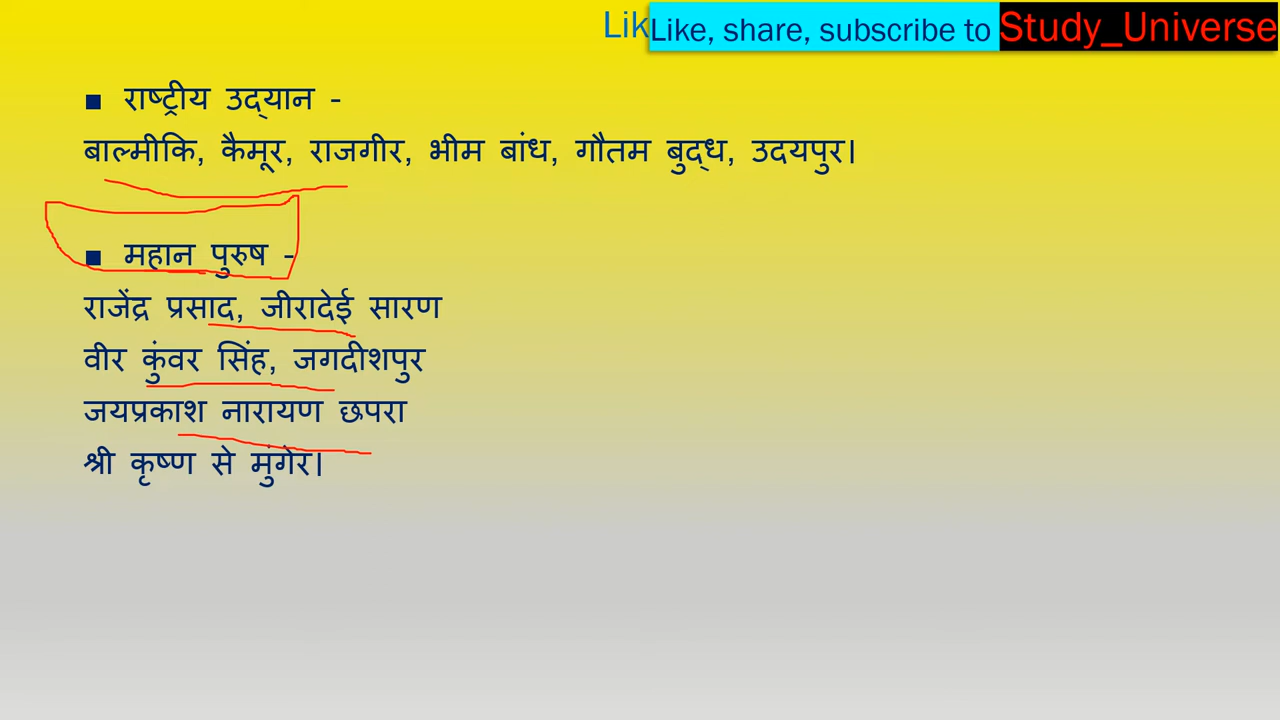 Lik
Like, share, subscribe to Study_Universe
▪ राष्ट्रीय उद्यान -
बाल्मीकि, कैमूर, राजगीर, भीम बांध, गौतम बुद्ध, उदयपुर।
▪ महान पुरुष -
राजेंद्र प्रसाद, जीरादेई सारण
वीर कुंवर सिंह, जगदीशपुर
जयप्रकाश नारायण छपरा
श्री कृष्ण से मुंगेर।